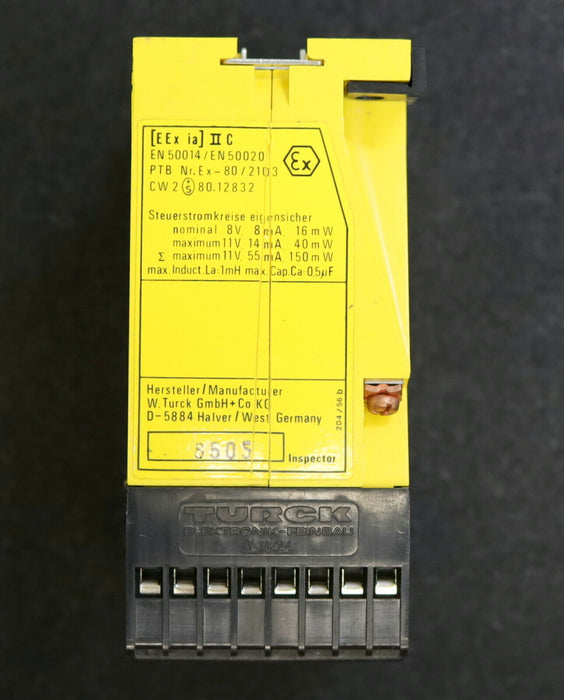 [EEx ia] II C
EN 50014/EN 50020
PTB Nr. Ex-80/2103
CW 2 S 80.12832
Ex
Steuerstromkreise eigensicher
nominal 8V, 8mA 16mW
maximum 11V, 14mA 40mW
Σ maximum 11V, 55mA, 150mW
max. Induct. La: 1mH max. Cap. Ca: 0,5µF
Hersteller/Manufacturer
W. Turck GmbH+Co KG
D-5884 Halver/West Germany
204/56 b
8505 Inspector
TURCK
ELEKTRONIK-FEINBAU